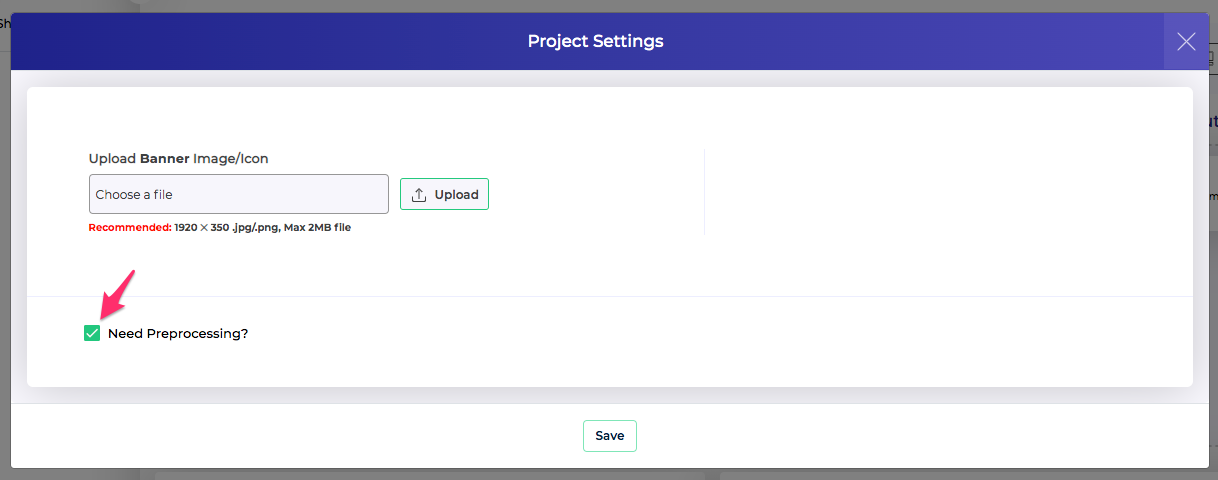 Sh
Project Settings
Upload Banner Image/Icon
Choose a file
Upload
Recommended: 1920 ✕ 350 .jpg/.png, Max 2MB file
Need Preprocessing?
Save